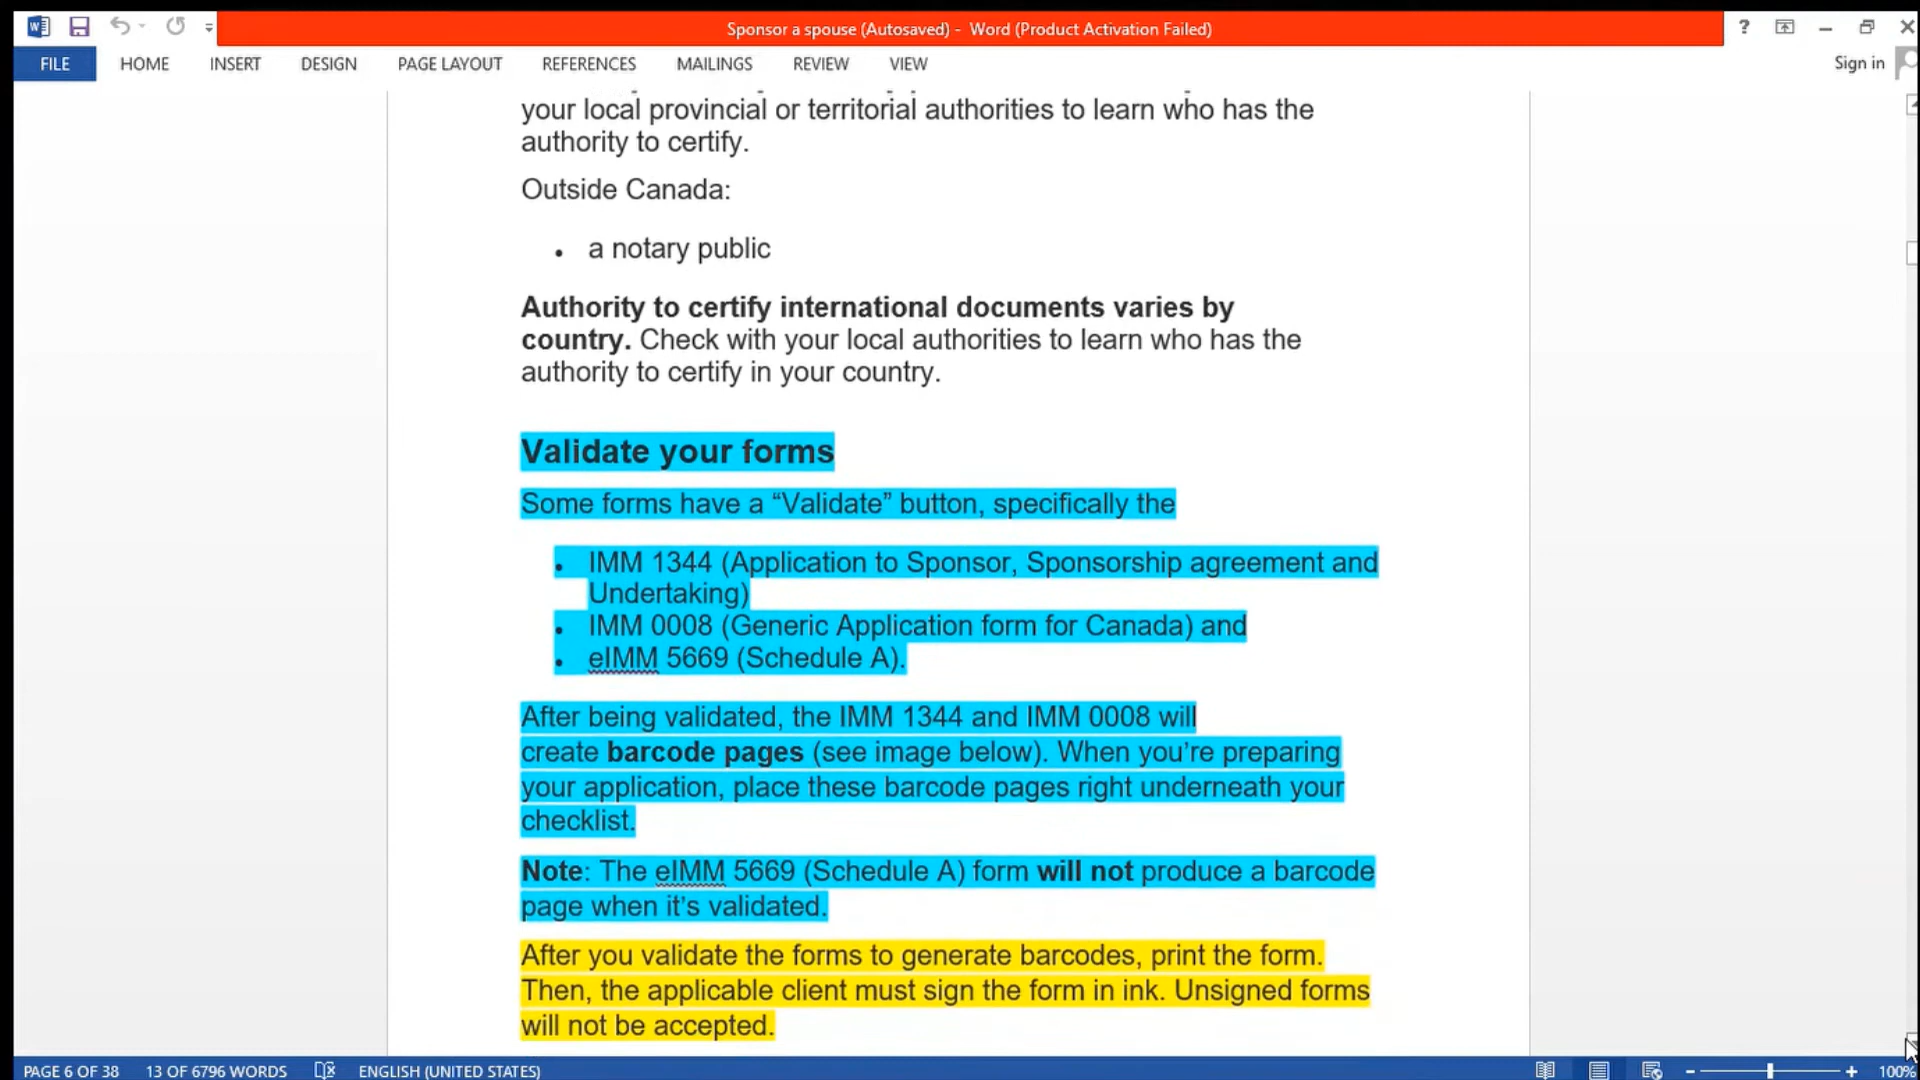 Sponsor a spouse (Autosaved) - Word (Product Activation Failed)
?
FILE HOME INSERT DESIGN PAGE LAYOUT REFERENCES MAILINGS REVIEW VIEW Sign in
your local provincial or territorial authorities to learn who has the
authority to certify.
Outside Canada:
• a notary public
Authority to certify international documents varies by
country. Check with your local authorities to learn who has the
authority to certify in your country.
Validate your forms
Some forms have a “Validate” button, specifically the
• IMM 1344 (Application to Sponsor, Sponsorship agreement and
Undertaking)
• IMM 0008 (Generic Application form for Canada) and
• eIMM 5669 (Schedule A).
After being validated, the IMM 1344 and IMM 0008 will
create barcode pages (see image below). When you’re preparing
your application, place these barcode pages right underneath your
checklist.
Note: The eIMM 5669 (Schedule A) form will not produce a barcode
page when it’s validated.
After you validate the forms to generate barcodes, print the form.
Then, the applicable client must sign the form in ink. Unsigned forms
will not be accepted.
PAGE 6 OF 38 13 OF 6796 WORDS ENGLISH (UNITED STATES) 100%